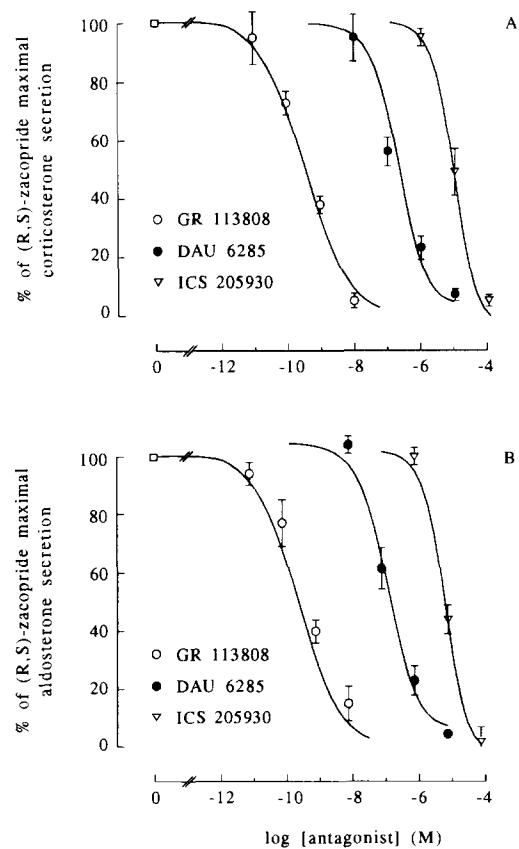 A
% of (R,S)-zacopride maximal
corticosterone secretion
100
80
60
40
20
0
GR 113808
DAU 6285
ICS 205930
0
-12
-10
-8
-6
-4
B
% of (R,S)-zacopride maximal
aldosterone secretion
100
80
60
40
20
0
GR 113808
DAU 6285
ICS 205930
0
-12
-10
-8
-6
-4
log [antagonist] (M)